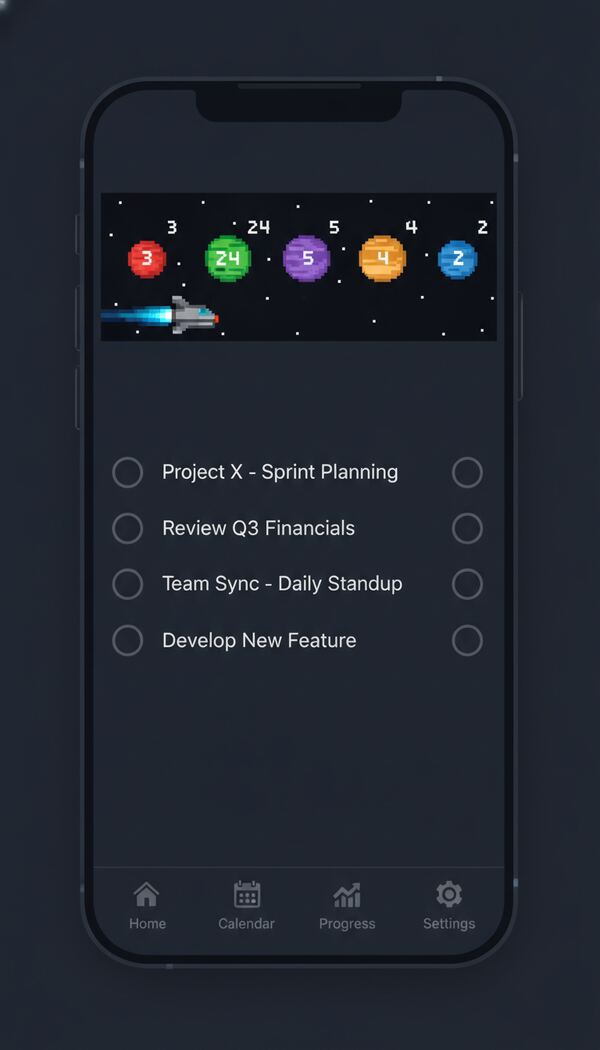 3 24 5 4 2
3 24 5 4 2
Project X - Sprint Planning
Review Q3 Financials
Team Sync - Daily Standup
Develop New Feature
Home Calendar Progress Settings